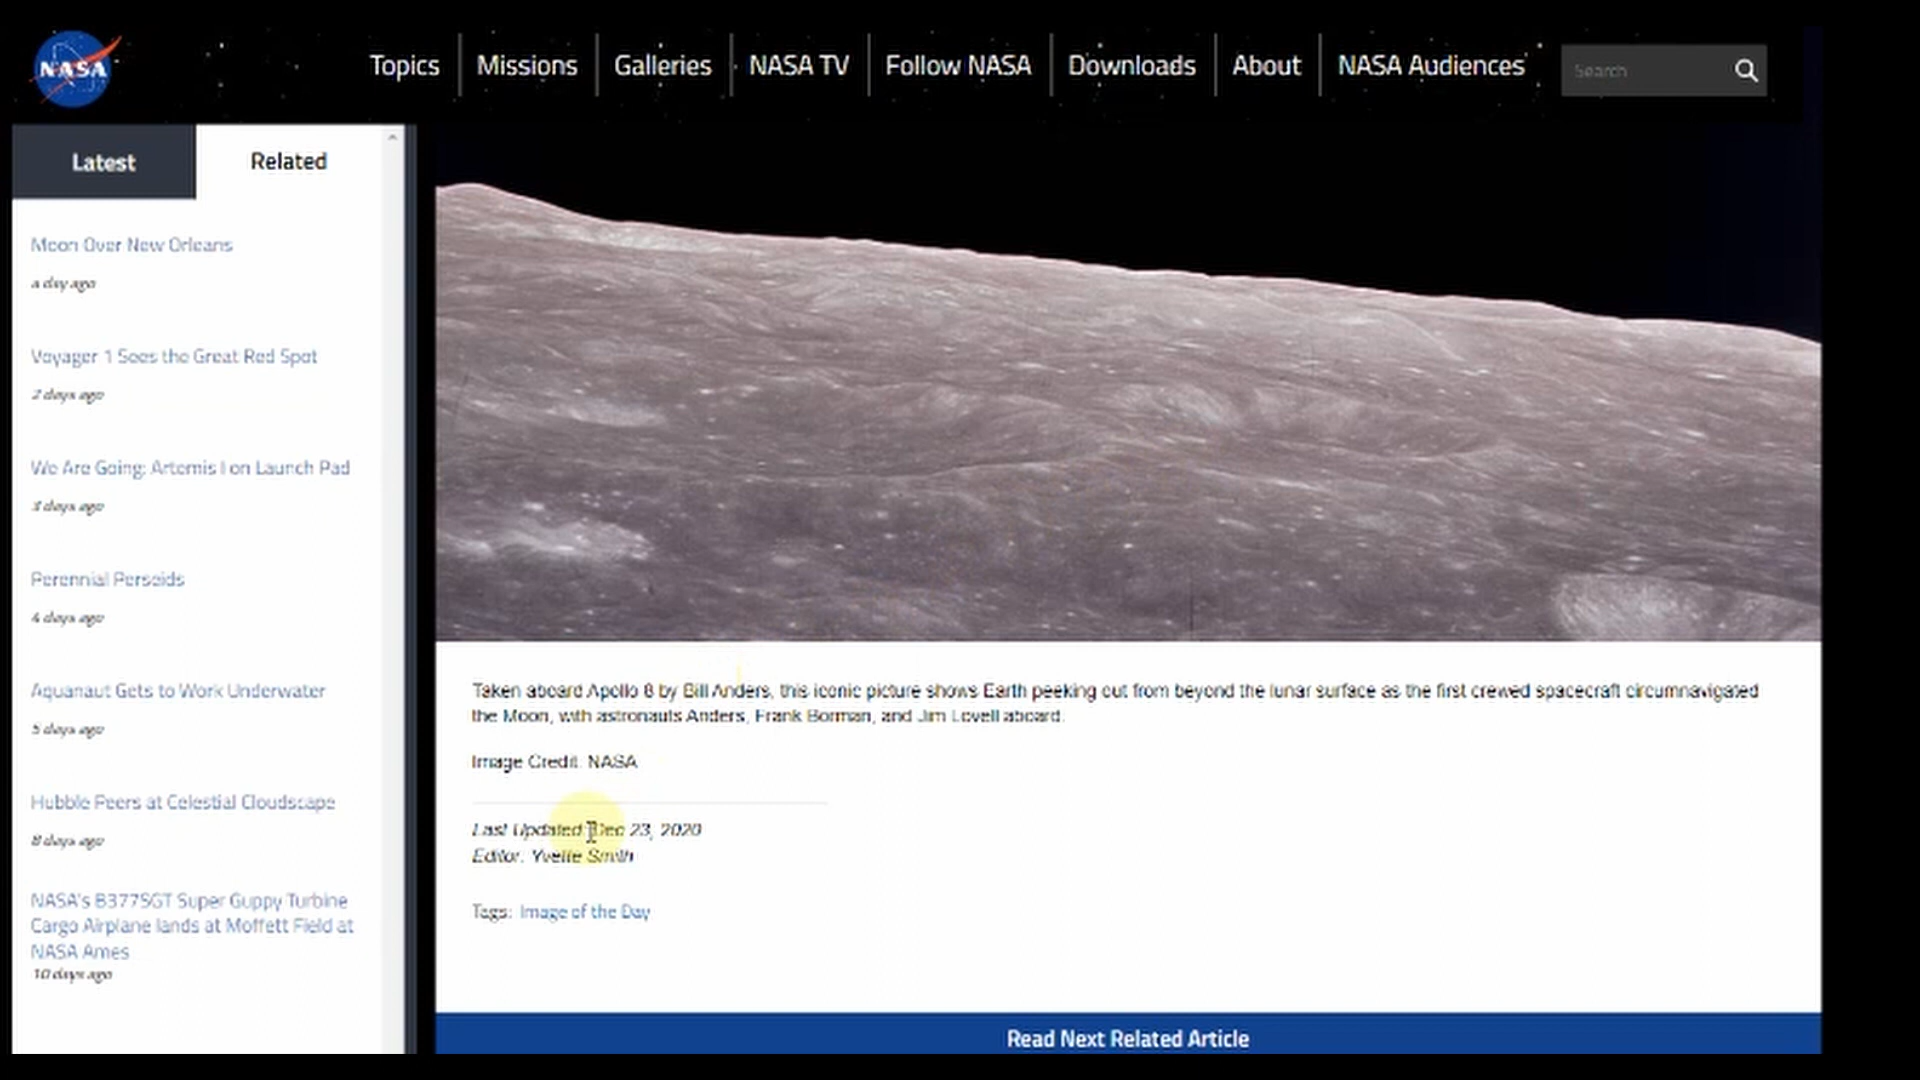 NASA
Topics
Missions
Galleries
NASA TV
Follow NASA
Downloads
About
NASA Audiences
Search
Latest
Related
Moon Over New Orleans
a day ago
Voyager 1 Sees the Great Red Spot
2 days ago
We Are Going: Artemis I on Launch Pad
3 days ago
Perennial Perseids
4 days ago
Aquanaut Gets to Work Underwater
5 days ago
Hubble Peers at Celestial Cloudscape
8 days ago
NASA's B377SGT Super Guppy Turbine
Cargo Airplane lands at Moffett Field at
NASA Ames
10 days ago
Taken aboard Apollo 8 by Bill Anders, this iconic picture shows Earth peeking out from beyond the lunar surface as the first crewed spacecraft circumnavigated
the Moon, with astronauts Anders, Frank Borman, and Jim Lovell aboard.
Image Credit: NASA
Last Updated: Dec 23, 2020
Editor: Yvette Smith
Tags: Image of the Day
Read Next Related Article